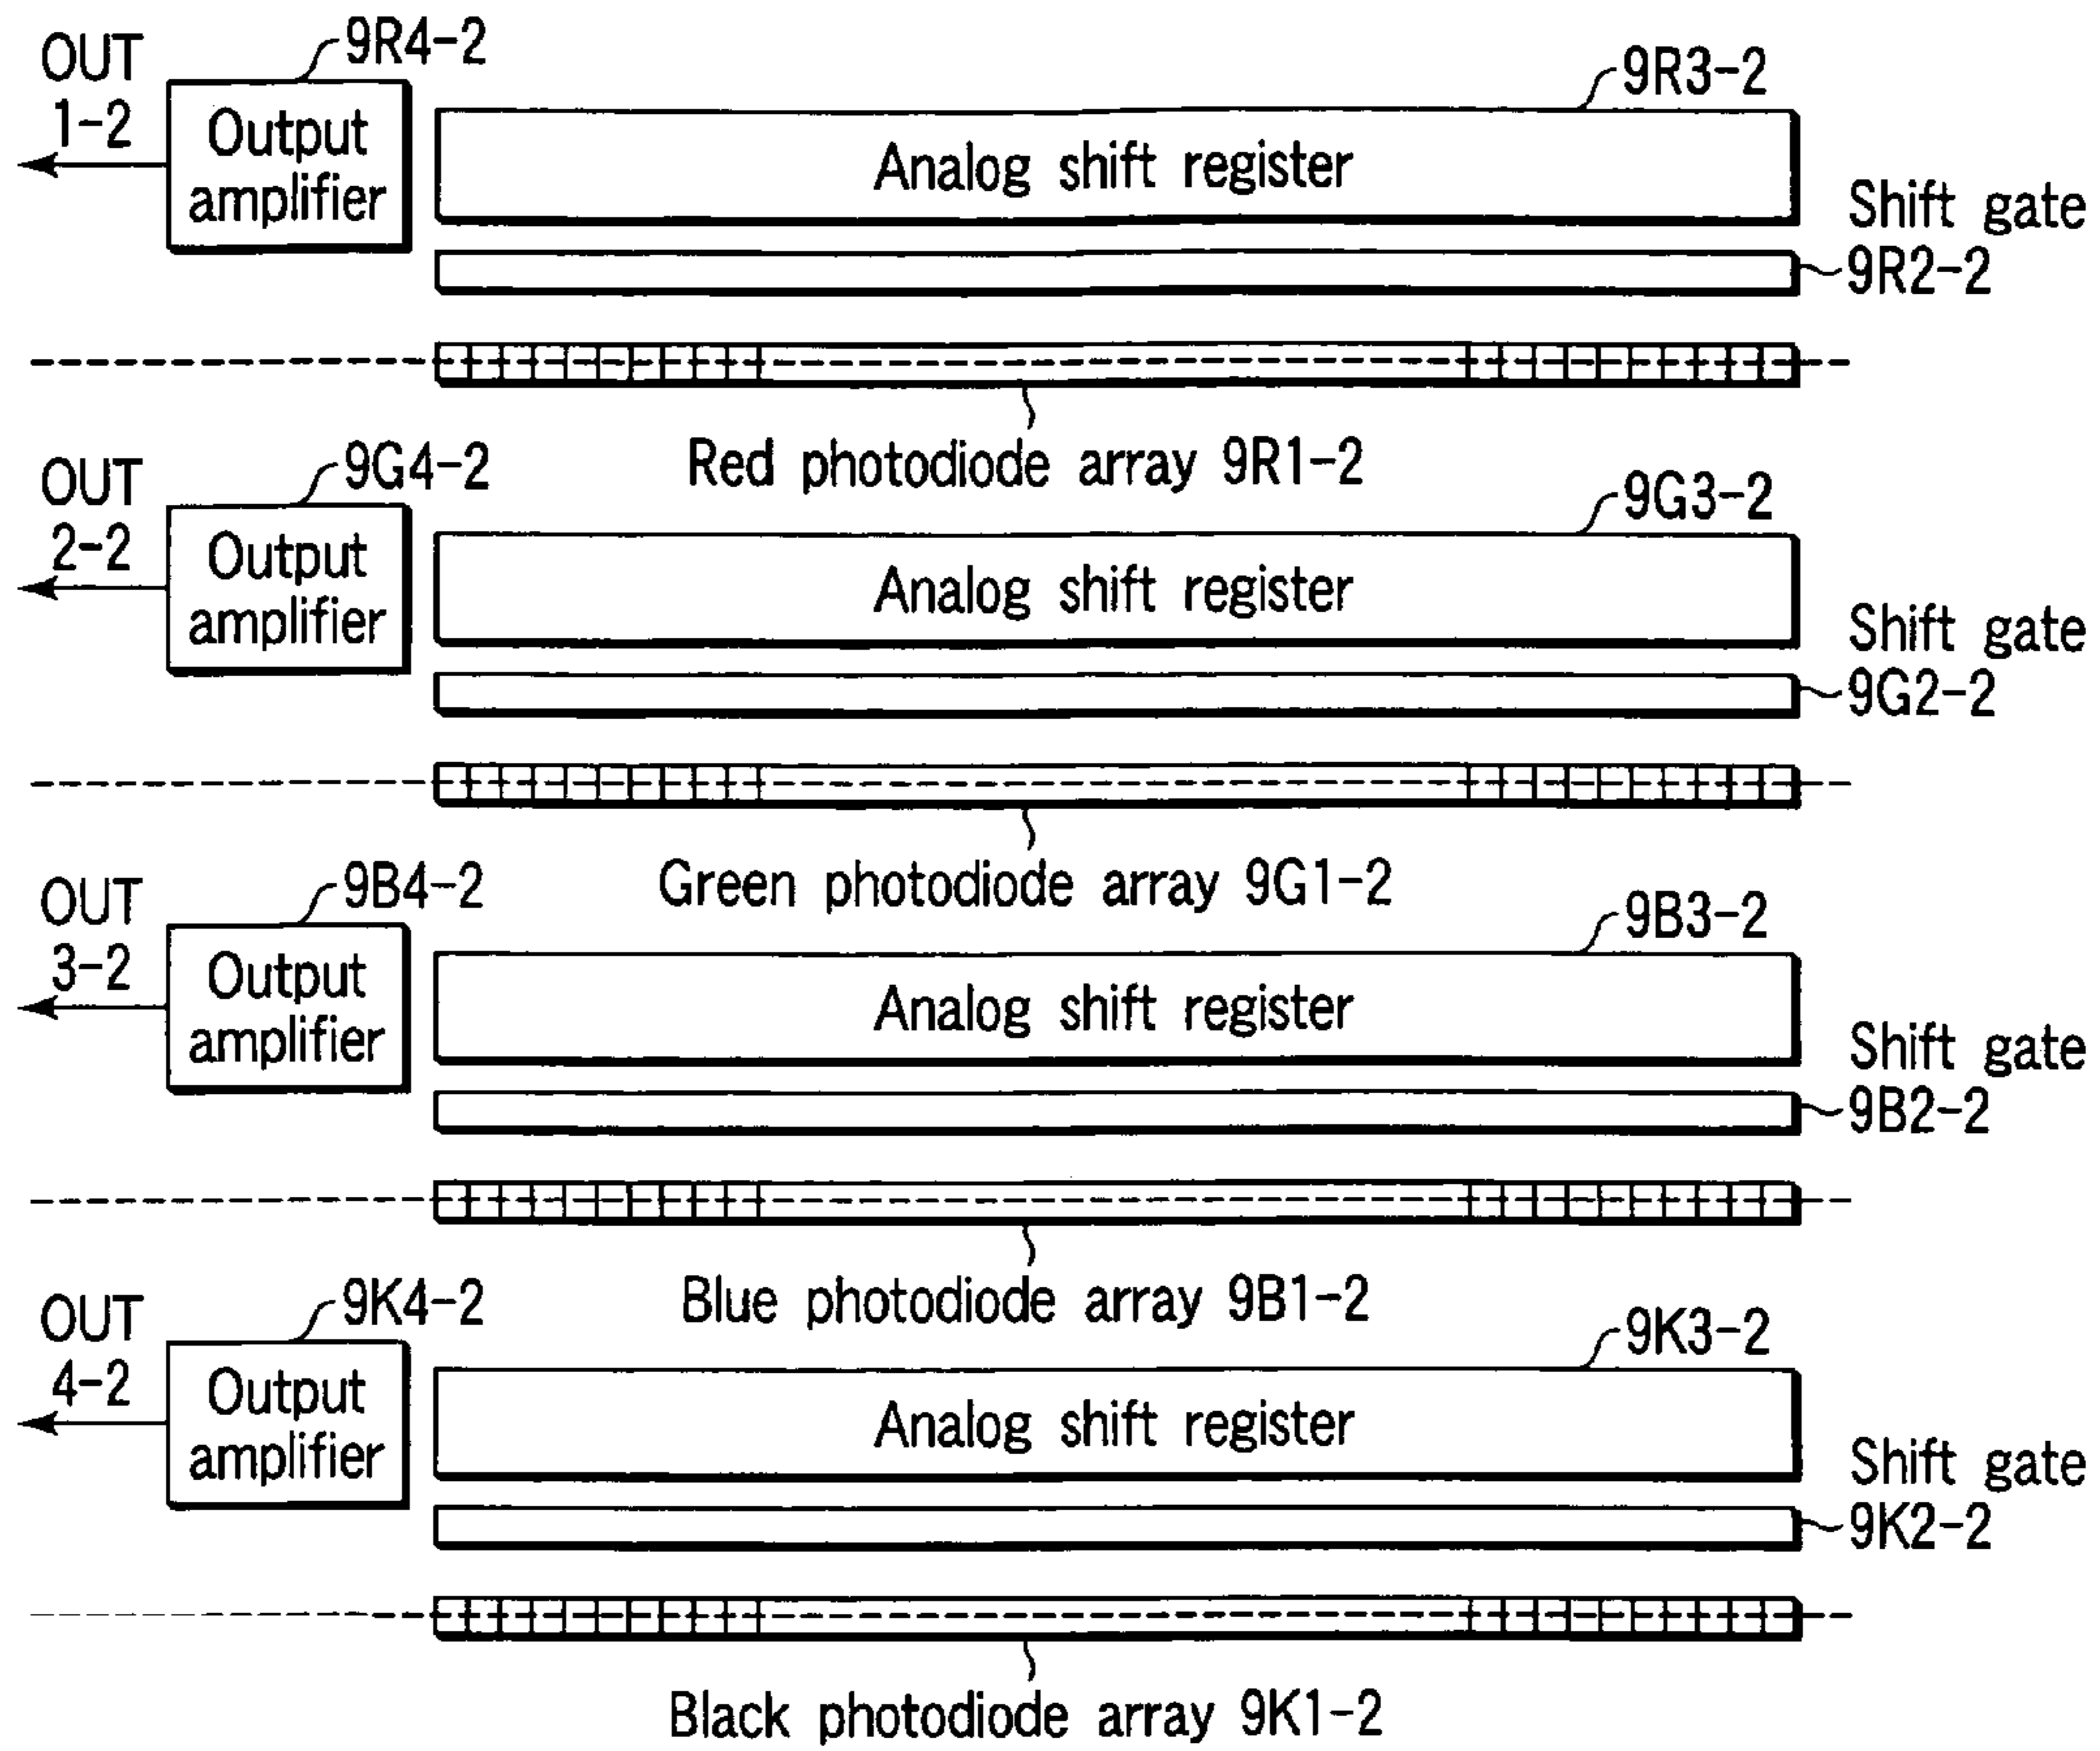 OUT
1-2
9R4-2
Output
amplifier
9R3-2
Analog shift register
Shift gate
9R2-2
Red photodiode array 9R1-2
OUT
2-2
9G4-2
Output
amplifier
9G3-2
Analog shift register
Shift gate
9G2-2
Green photodiode array 9G1-2
OUT
3-2
9B4-2
Output
amplifier
9B3-2
Analog shift register
Shift gate
9B2-2
Blue photodiode array 9B1-2
OUT
4-2
9K4-2
Output
amplifier
9K3-2
Analog shift register
Shift gate
9K2-2
Black photodiode array 9K1-2